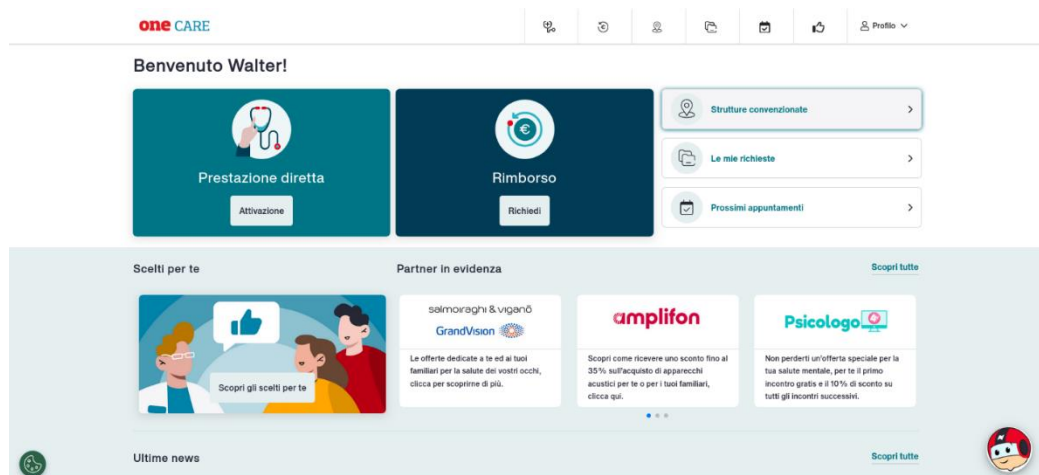 one CARE
Profilo
Benvenuto Walter!
Prestazione diretta
Attivazione
Rimborso
Richiedi
Strutture convenzionate
Le mie richieste
Prossimi appuntamenti
Scelti per te
Scopri gli scelti per te
Partner in evidenza
Scopri tutte
salmoiraghi & viganò
GrandVision
Le offerte dedicate a te ed ai tuoi
familiari per la salute dei vostri occhi,
clicca per scoprirne di più.
amplifon
Scopri come ricevere uno sconto fino al
35% sull'acquisto di apparecchi
acustici per te o per i tuoi familiari,
clicca qui.
Psicologo
Non perderti un'offerta speciale per la
tua salute mentale, per te il primo
incontro gratis e il 10% di sconto su
tutti gli incontri successivi.
Ultime news
Scopri tutte